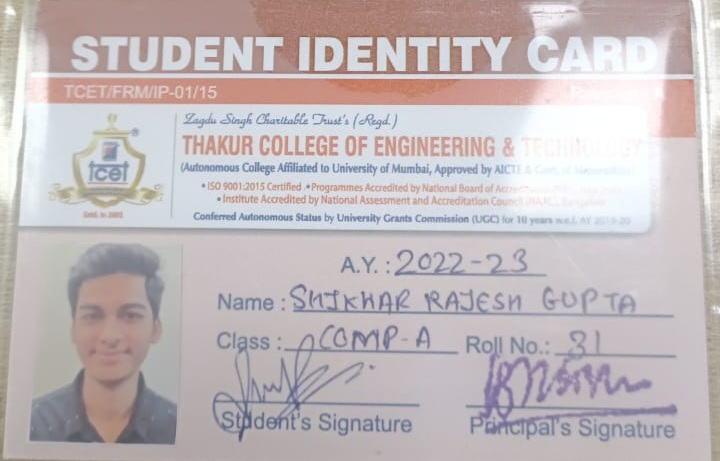 STUDENT IDENTITY CARD
TCET/FRM/IP-01/15
Zagdu Singh Charitable Trust's (Regd.)
THAKUR COLLEGE OF ENGINEERING & TECHNOLOGY
(Autonomous College Affiliated to University of Mumbai, Approved by AICTE & Govt. of Maharashtra)
• ISO 9001:2015 Certified • Programmes Accredited by National Board of Accreditation
• Institute Accredited by National Assessment and Accreditation Council (NAAC), Bangalore
Conferred Autonomous Status by University Grants Commission (UGC) for 10 years w.e.f. AY 2019-20
tcet
Estd. in 2001
A.Y. : 2022-23
Name : SHIKHAR RAJESH GUPTA
Class : COMP-A Roll No.: 31
Student's Signature Principal's Signature